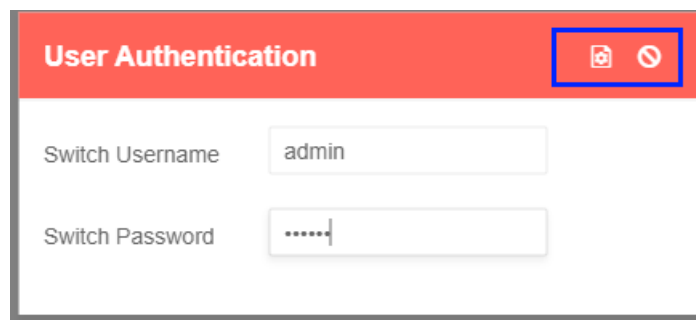 User Authentication
Switch Username
admin
Switch Password
••••••